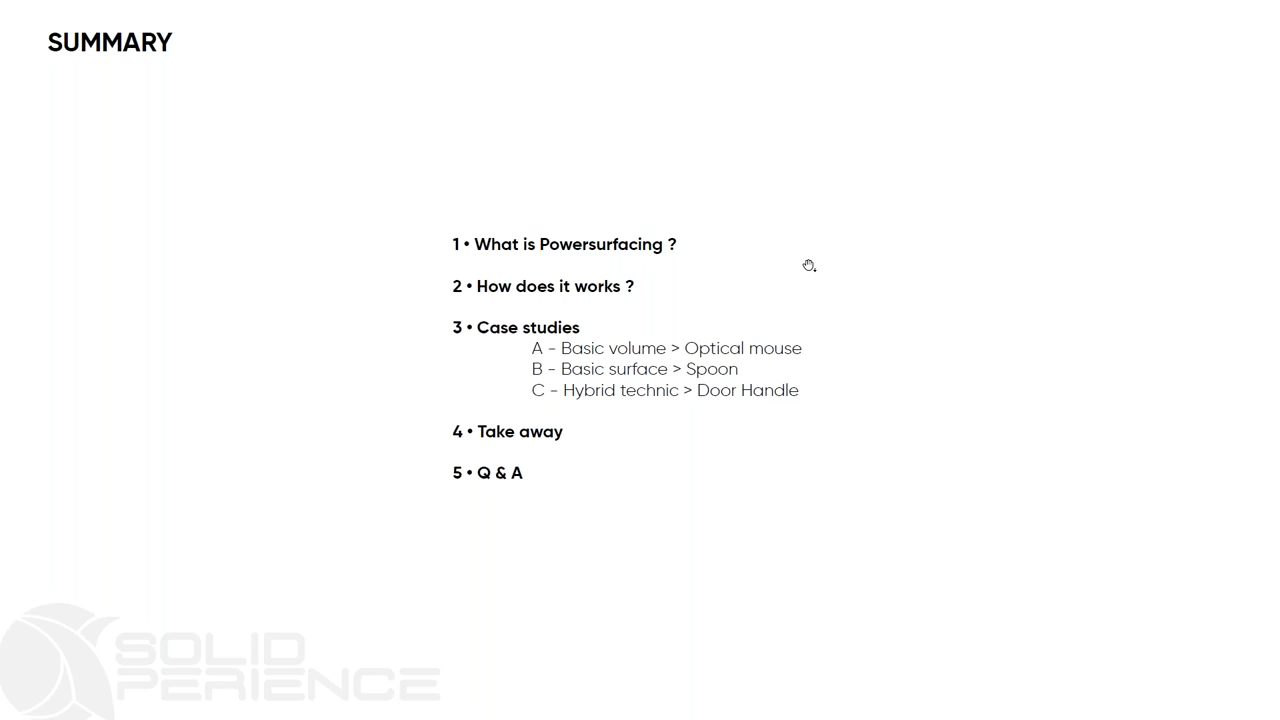 SUMMARY
1 • What is Powersurfacing ?
2 • How does it works ?
3 • Case studies
A - Basic volume > Optical mouse
B - Basic surface > Spoon
C - Hybrid technic > Door Handle
4 • Take away
5 • Q & A
SOLID
PERIENCE